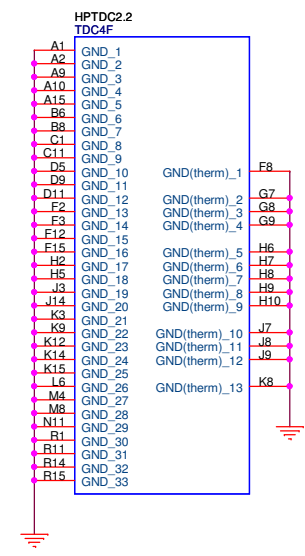 HPTDC2.2
TDC4F
A1 GND_1
A2 GND_2
A9 GND_3
A10 GND_4
A15 GND_5
B6 GND_6
B8 GND_7
C1 GND_8
C11 GND_9
D5 GND_10 GND(therm)_1 F8
D9 GND_11
D11 GND_12 GND(therm)_2 G7
F2 GND_13 GND(therm)_3 G8
F3 GND_14 GND(therm)_4 G9
F12 GND_15
F15 GND_16 GND(therm)_5 H6
H2 GND_17 GND(therm)_6 H7
H5 GND_18 GND(therm)_7 H8
J3 GND_19 GND(therm)_8 H9
J14 GND_20 GND(therm)_9 H10
K3 GND_21
K9 GND_22 GND(therm)_10 J7
K12 GND_23 GND(therm)_11 J8
K14 GND_24 GND(therm)_12 J9
K15 GND_25
L6 GND_26 GND(therm)_13 K8
M4 GND_27
M8 GND_28
N11 GND_29
R1 GND_30
R11 GND_31
R14 GND_32
R15 GND_33